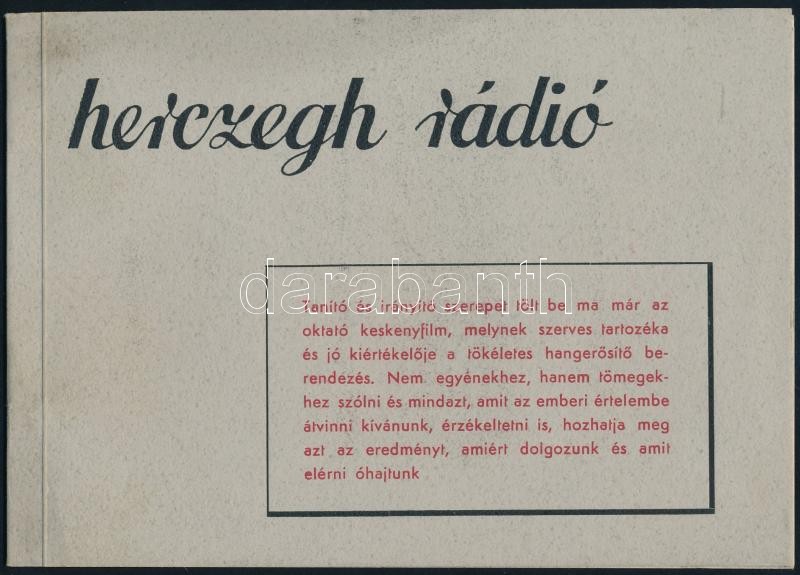 herczegh rádió
darabanth
Tanító és irányító szerepet tölt be ma már az
oktató keskenyfilm, melynek szerves tartozéka
és jó kiértékelője a tökéletes hangerősítő be-
rendezés. Nem egyénekhez, hanem tömegek-
hez szólni és mindazt, amit az emberi értelembe
átvinni kívánunk, érzékeltetni is, hozhatja meg
azt az eredményt, amiért dolgozunk és amit
elérni óhajtunk